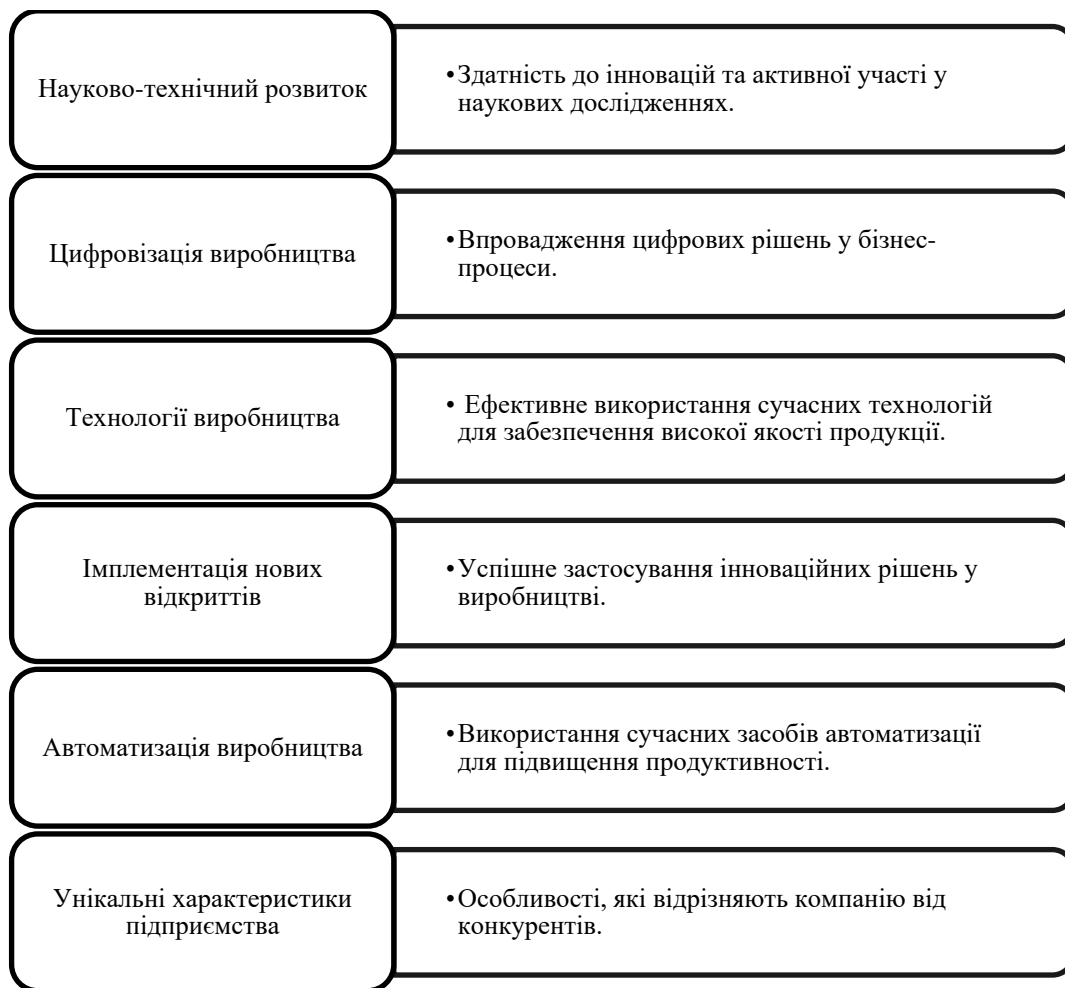 Науково-технічний розвиток
•Здатність до інновацій та активної участі у
наукових дослідженнях.
Цифровізація виробництва
•Впровадження цифрових рішень у бізнес-
процеси.
Технології виробництва
• Ефективне використання сучасних технологій
для забезпечення високої якості продукції.
Імплементація нових
відкриттів
•Успішне застосування інноваційних рішень у
виробництві.
Автоматизація виробництва
•Використання сучасних засобів автоматизації
для підвищення продуктивності.
Унікальні характеристики
підприємства
•Особливості, які відрізняють компанію від
конкурентів.